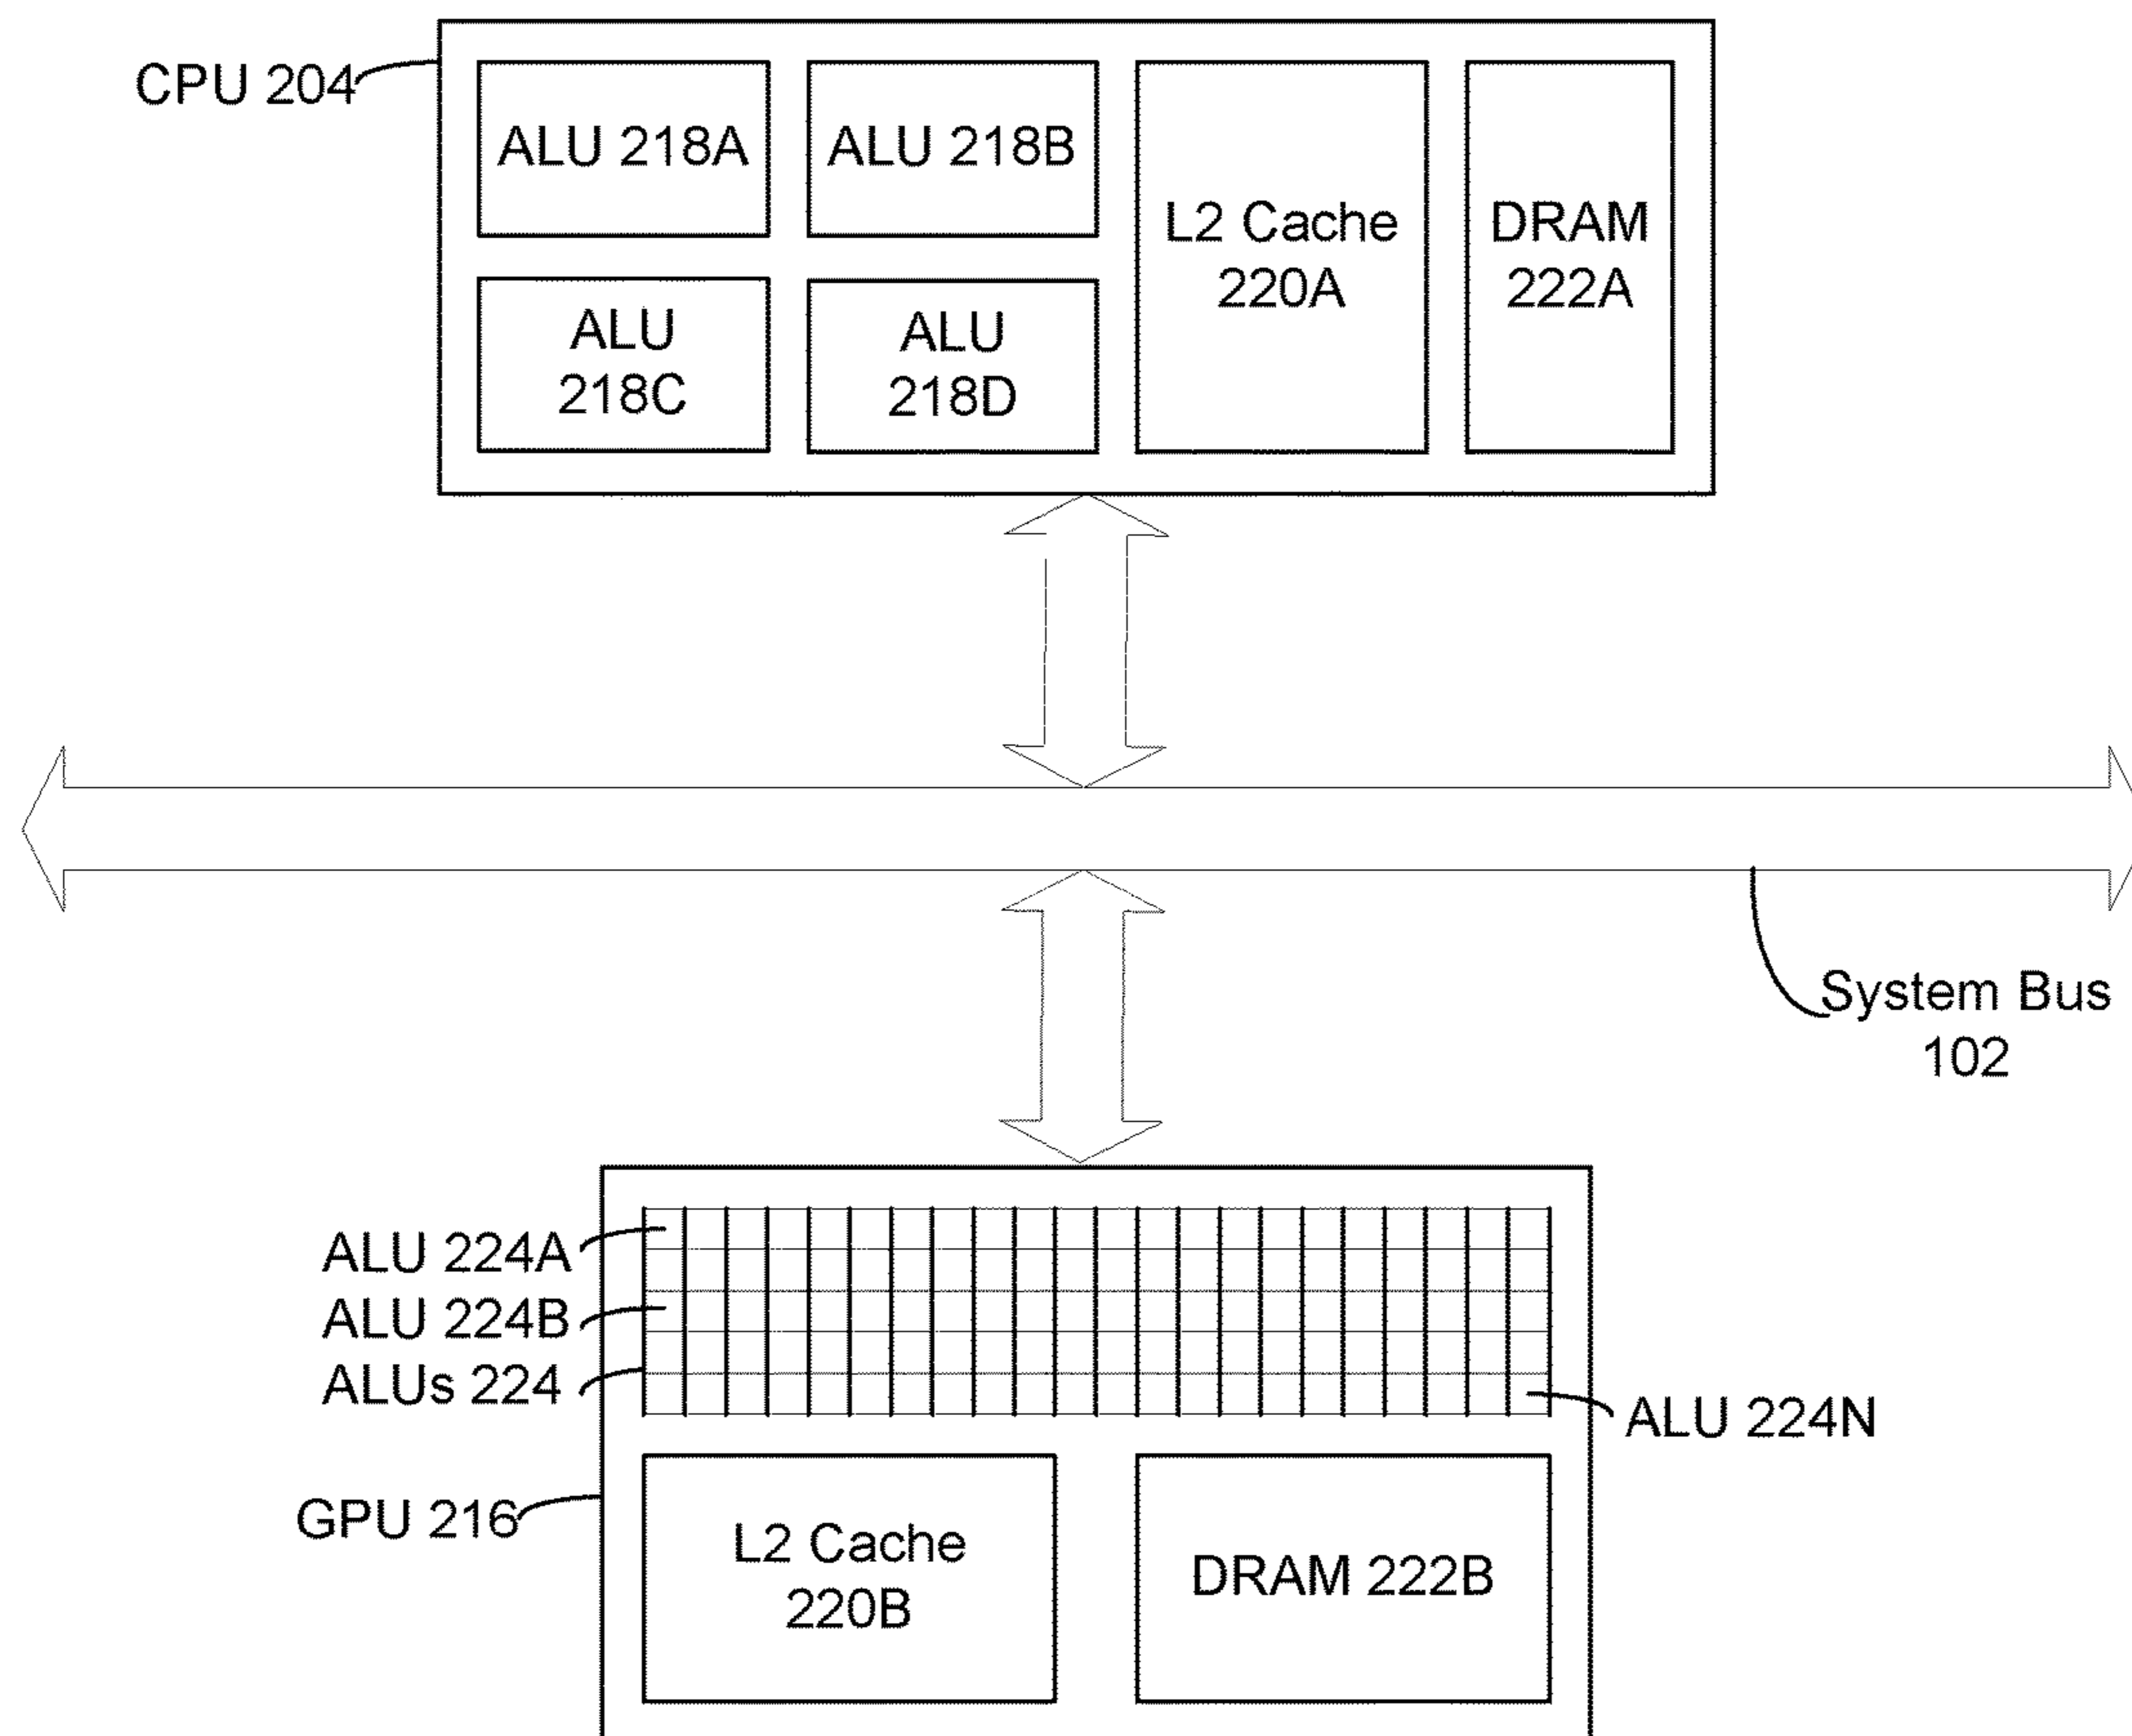 CPU 204
ALU 218A
ALU 218B
L2 Cache
220A
DRAM
222A
ALU
218C
ALU
218D
System Bus
102
ALU 224A
ALU 224B
ALUs 224
ALU 224N
GPU 216
L2 Cache
220B
DRAM 222B